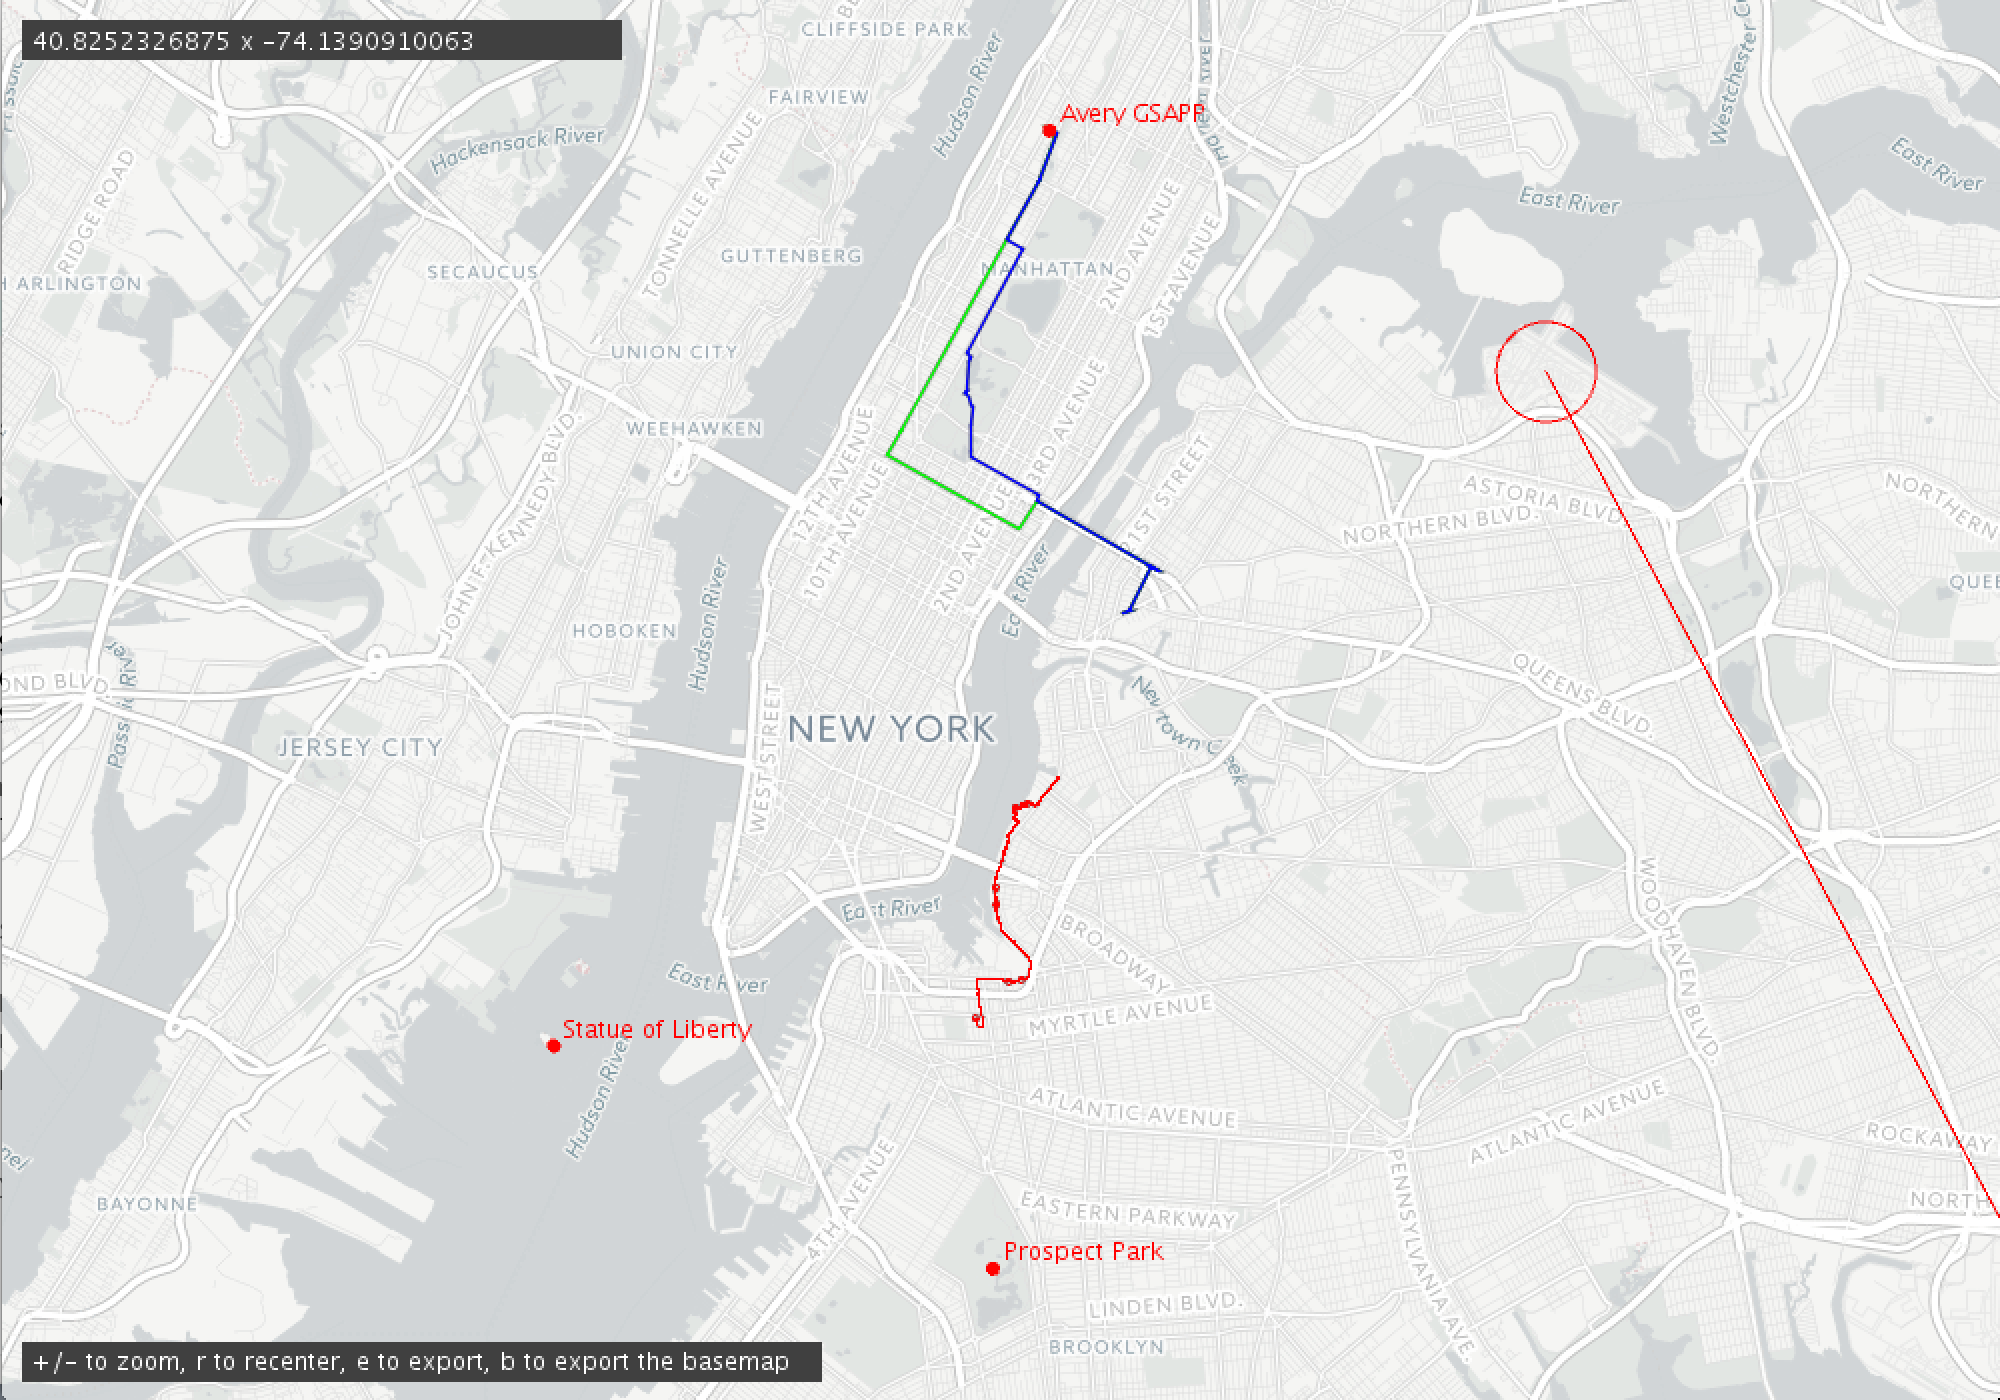 40.8252326875 x -74.1390910063
CLIFFSIDE PARK
Hudson River
Westchester
FAIRVIEW
Avery GSAPP
Hackensack River
East River
East River
RIDGE ROAD
TONNELLE AVENUE
2ND AVENUE
1ST AVENUE
GUTTENBERG
MANHATTAN
SECAUCUS
ARLINGTON
UNION CITY
WEEHAWKEN
12TH AVENUE
10TH AVENUE
3RD AVENUE
2ND AVENUE
21ST STREET
ASTORIA BLVD.
NORTHERN BLVD.
NORTHERN
JOHN F. KENNEDY BLVD.
Hudson River
East River
HOBOKEN
OND BLVD.
Passaic River
Newtown Creek
QUEENS BLVD.
JERSEY CITY
NEW YORK
WEST STREET
East River
BROADWAY
WOODHAVEN BLVD.
East River
MYRTLE AVENUE
Statue of Liberty
Hudson River
ATLANTIC AVENUE
ATLANTIC AVENUE
ROCKAWAY
BAYONNE
4TH AVENUE
EASTERN PARKWAY
PENNSYLVANIA AVE.
NORTH
Prospect Park
LINDEN BLVD.
BROOKLYN
+/- to zoom, r to recenter, e to export, b to export the basemap